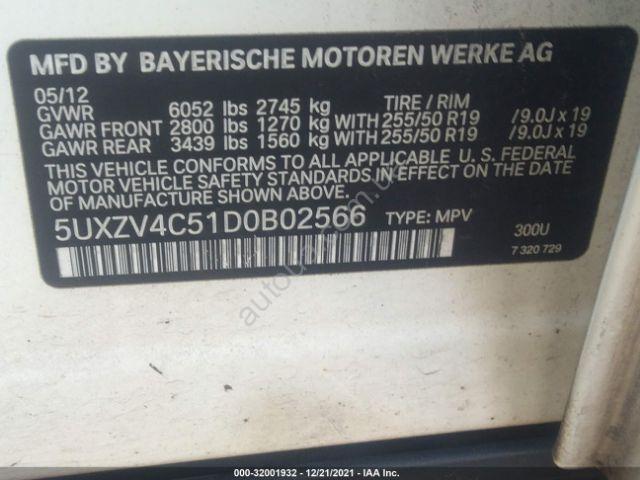 MFD BY BAYERISCHE MOTOREN WERKE AG
05/12
GVWR 6052 lbs 2745 kg TIRE / RIM
GAWR FRONT 2800 lbs 1270 kg WITH 255/50 R19 /9.0J x 19
GAWR REAR 3439 lbs 1560 kg WITH 255/50 R19 /9.0J x 19
THIS VEHICLE CONFORMS TO ALL APPLICABLE U. S. FEDERAL
MOTOR VEHICLE SAFETY STANDARDS IN EFFECT ON THE DATE
OF MANUFACTURE SHOWN ABOVE.
5UXZV4C51D0B02566 TYPE: MPV 300U
7 320 729
000-32001932 - 12/21/2021 - IAA Inc.